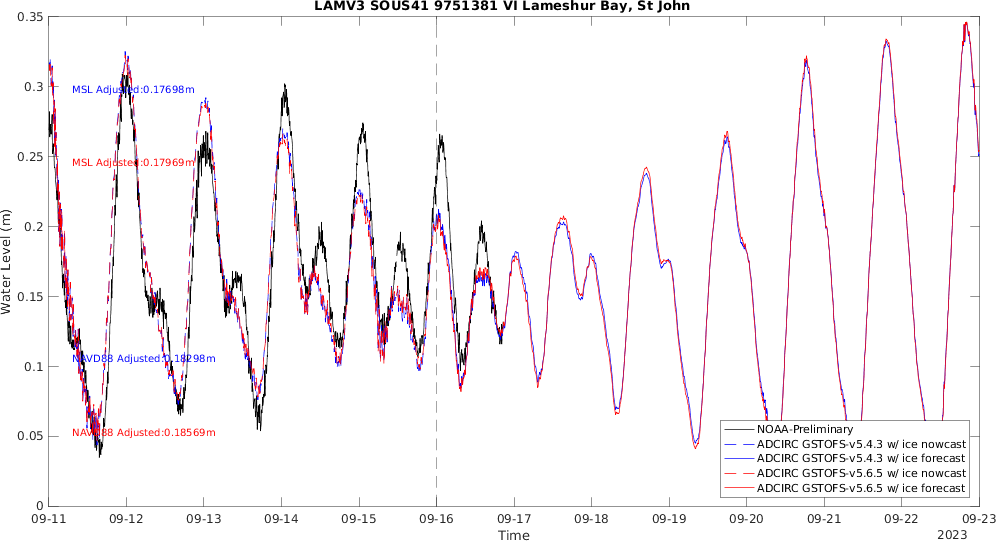 LAMV3 SOUS41 9751381 VI Lameshur Bay, St John
0.35
0.3
0.25
0.2
0.15
0.1
0.05
0
Water Level (m)
MSL Adjusted:0.17698m
MSL Adjusted:0.17969m
NAVD88 Adjusted:0.18298m
NAVD88 Adjusted:0.18569m
NOAA-Preliminary
ADCIRC GSTOFS-v5.4.3 w/ ice nowcast
ADCIRC GSTOFS-v5.4.3 w/ ice forecast
ADCIRC GSTOFS-v5.6.5 w/ ice nowcast
ADCIRC GSTOFS-v5.6.5 w/ ice forecast
09-11 09-12 09-13 09-14 09-15 09-16 09-17 09-18 09-19 09-20 09-21 09-22 09-23
Time
2023